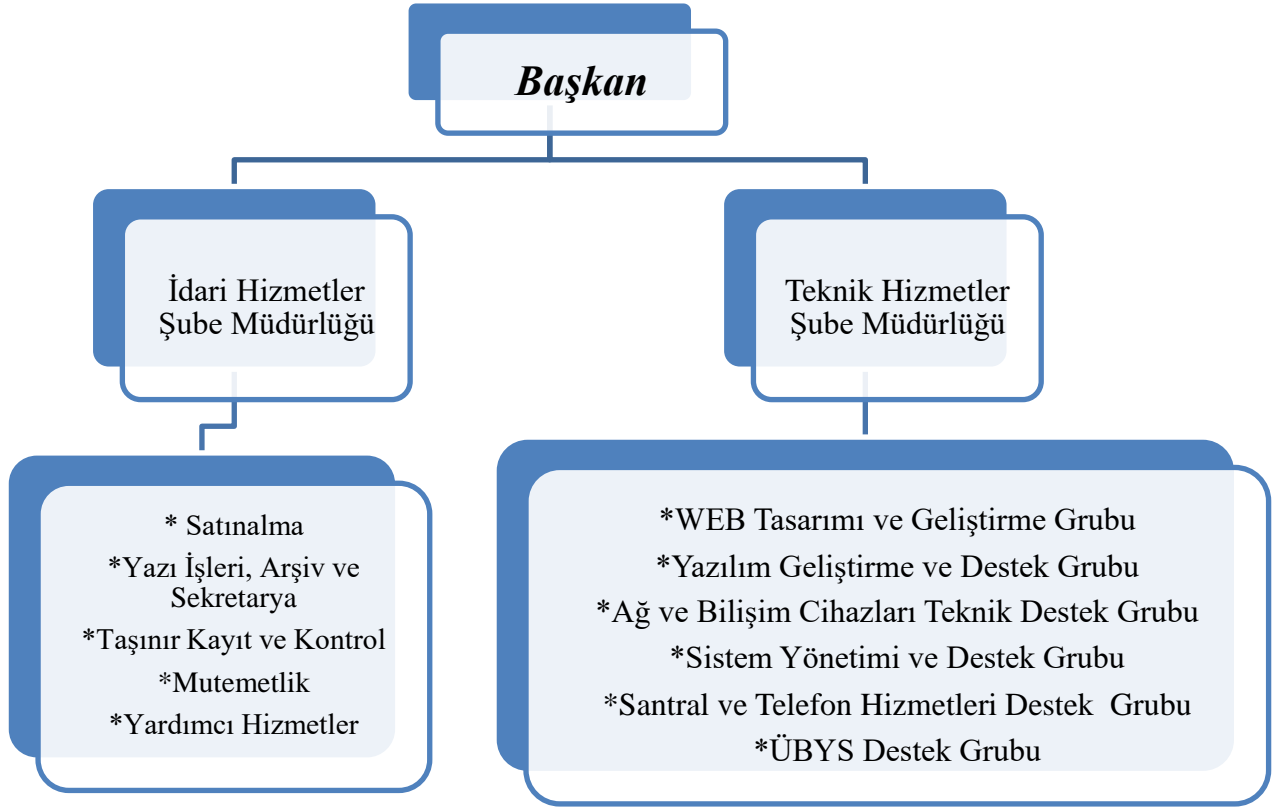 Başkan
İdari Hizmetler
Şube Müdürlüğü
Teknik Hizmetler
Şube Müdürlüğü
* Satınalma
*Yazı İşleri, Arşiv ve
Sekretarya
*Taşınır Kayıt ve Kontrol
*Mutemetlik
*Yardımcı Hizmetler
*WEB Tasarımı ve Geliştirme Grubu
*Yazılım Geliştirme ve Destek Grubu
*Ağ ve Bilişim Cihazları Teknik Destek Grubu
*Sistem Yönetimi ve Destek Grubu
*Santral ve Telefon Hizmetleri Destek  Grubu
*ÜBYS Destek Grubu